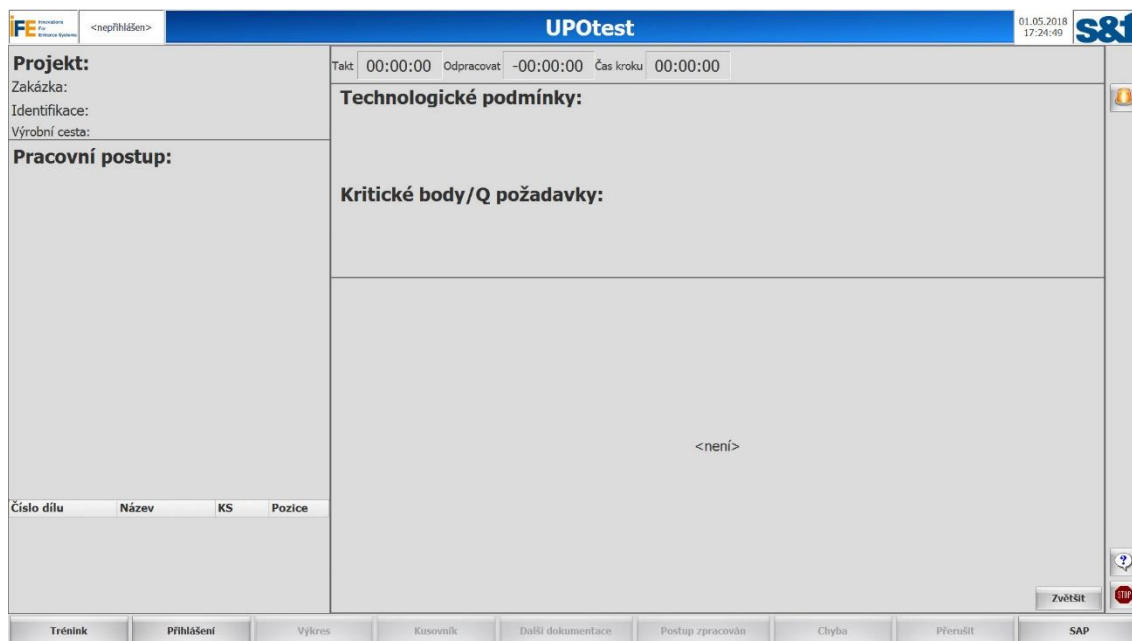 iFE Innovations For Entrance Systems
<nepřihlášen>
UPOtest
01.05.2018
17:24:49
S&t
Projekt:
Zakázka:
Identifikace:
Výrobní cesta:
Takt 00:00:00 Odpracovat -00:00:00 Čas kroku 00:00:00
Technologické podmínky:
Pracovní postup:
Kritické body/Q požadavky:
<není>
Číslo dílu Název KS Pozice
Zvětšit
STOP
Trénink Přihlášení Výkres Kusovník Další dokumentace Postup zpracován Chyba Přerušit SAP